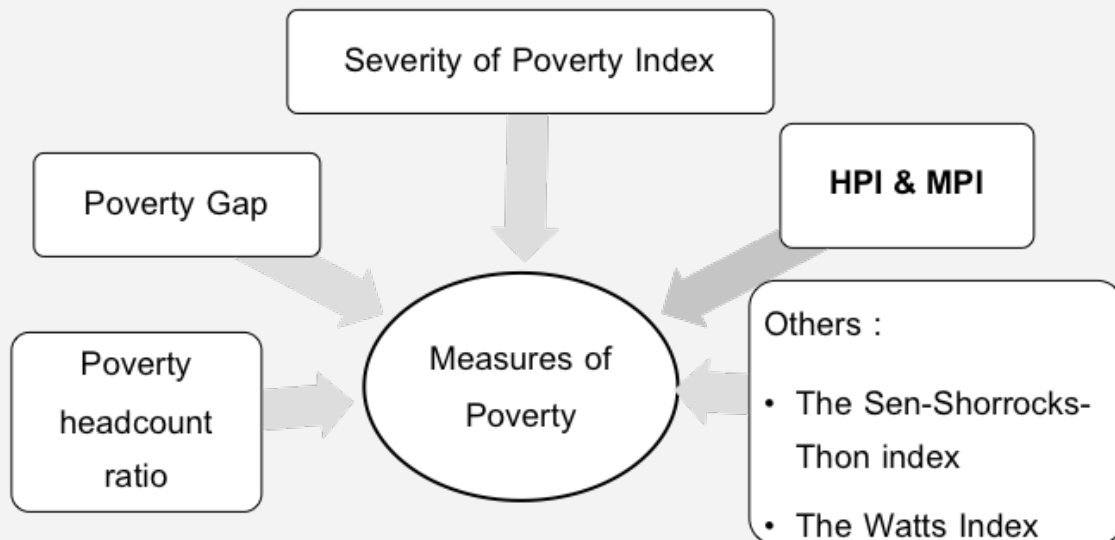 Severity of Poverty Index
Poverty Gap
HPI & MPI
Poverty
headcount
ratio
Measures of
Poverty
Others :
• The Sen-Shorrocks-
Thon index
• The Watts Index